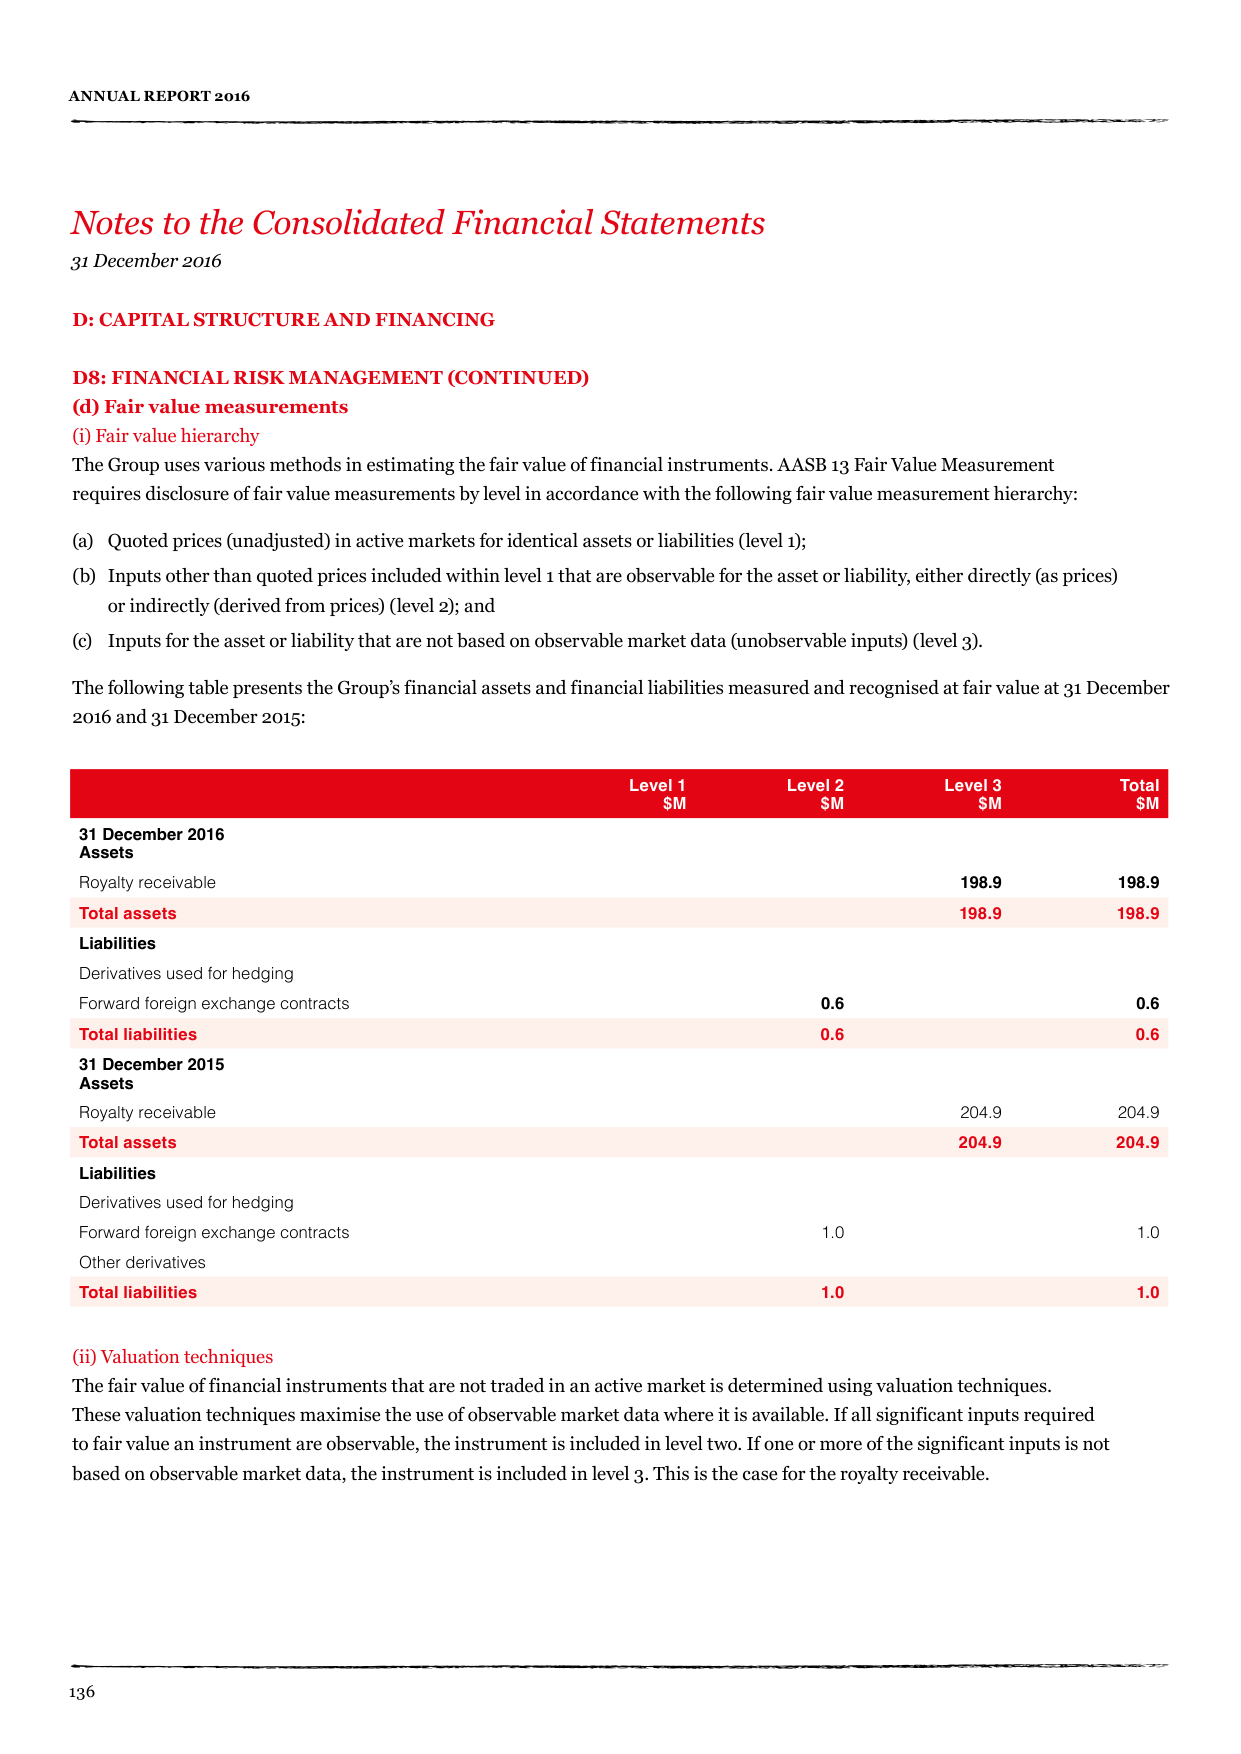 ANNUAL REPORT 2016
Notes to the Consolidated Financial Statements
31 December 2016
D: CAPITAL STRUCTURE AND FINANCING
D8: FINANCIAL RISK MANAGEMENT (CONTINUED)
(d) Fair value measurements
(i) Fair value hierarchy
The Group uses various methods in estimating the fair value of financial instruments. AASB 13 Fair Value Measurement
requires disclosure of fair value measurements by level in accordance with the following fair value measurement hierarchy:
(a) Quoted prices (unadjusted) in active markets for identical assets or liabilities (level 1);
(b) Inputs other than quoted prices included within level 1 that are observable for the asset or liability, either directly (as prices)
or indirectly (derived from prices) (level 2); and
(c) Inputs for the asset or liability that are not based on observable market data (unobservable inputs) (level 3).
The following table presents the Group's financial assets and financial liabilities measured and recognised at fair value at 31 December
2016 and 31 December 2015:
Level 1 Level 2 Level 3 Total
$M $M $M $M
31 December 2016
Assets
Royalty receivable 198.9 198.9
Total assets 198.9 198.9
Liabilities
Derivatives used for hedging
Forward foreign exchange contracts 0.6 0.6
Total liabilities 0.6 0.6
31 December 2015
Assets
Royalty receivable 204.9 204.9
Total assets 204.9 204.9
Liabilities
Derivatives used for hedging
Forward foreign exchange contracts 1.0 1.0
Other derivatives
Total liabilities 1.0 1.0
(ii) Valuation techniques
The fair value of financial instruments that are not traded in an active market is determined using valuation techniques.
These valuation techniques maximise the use of observable market data where it is available. If all significant inputs required
to fair value an instrument are observable, the instrument is included in level two. If one or more of the significant inputs is not
based on observable market data, the instrument is included in level 3. This is the case for the royalty receivable.
136